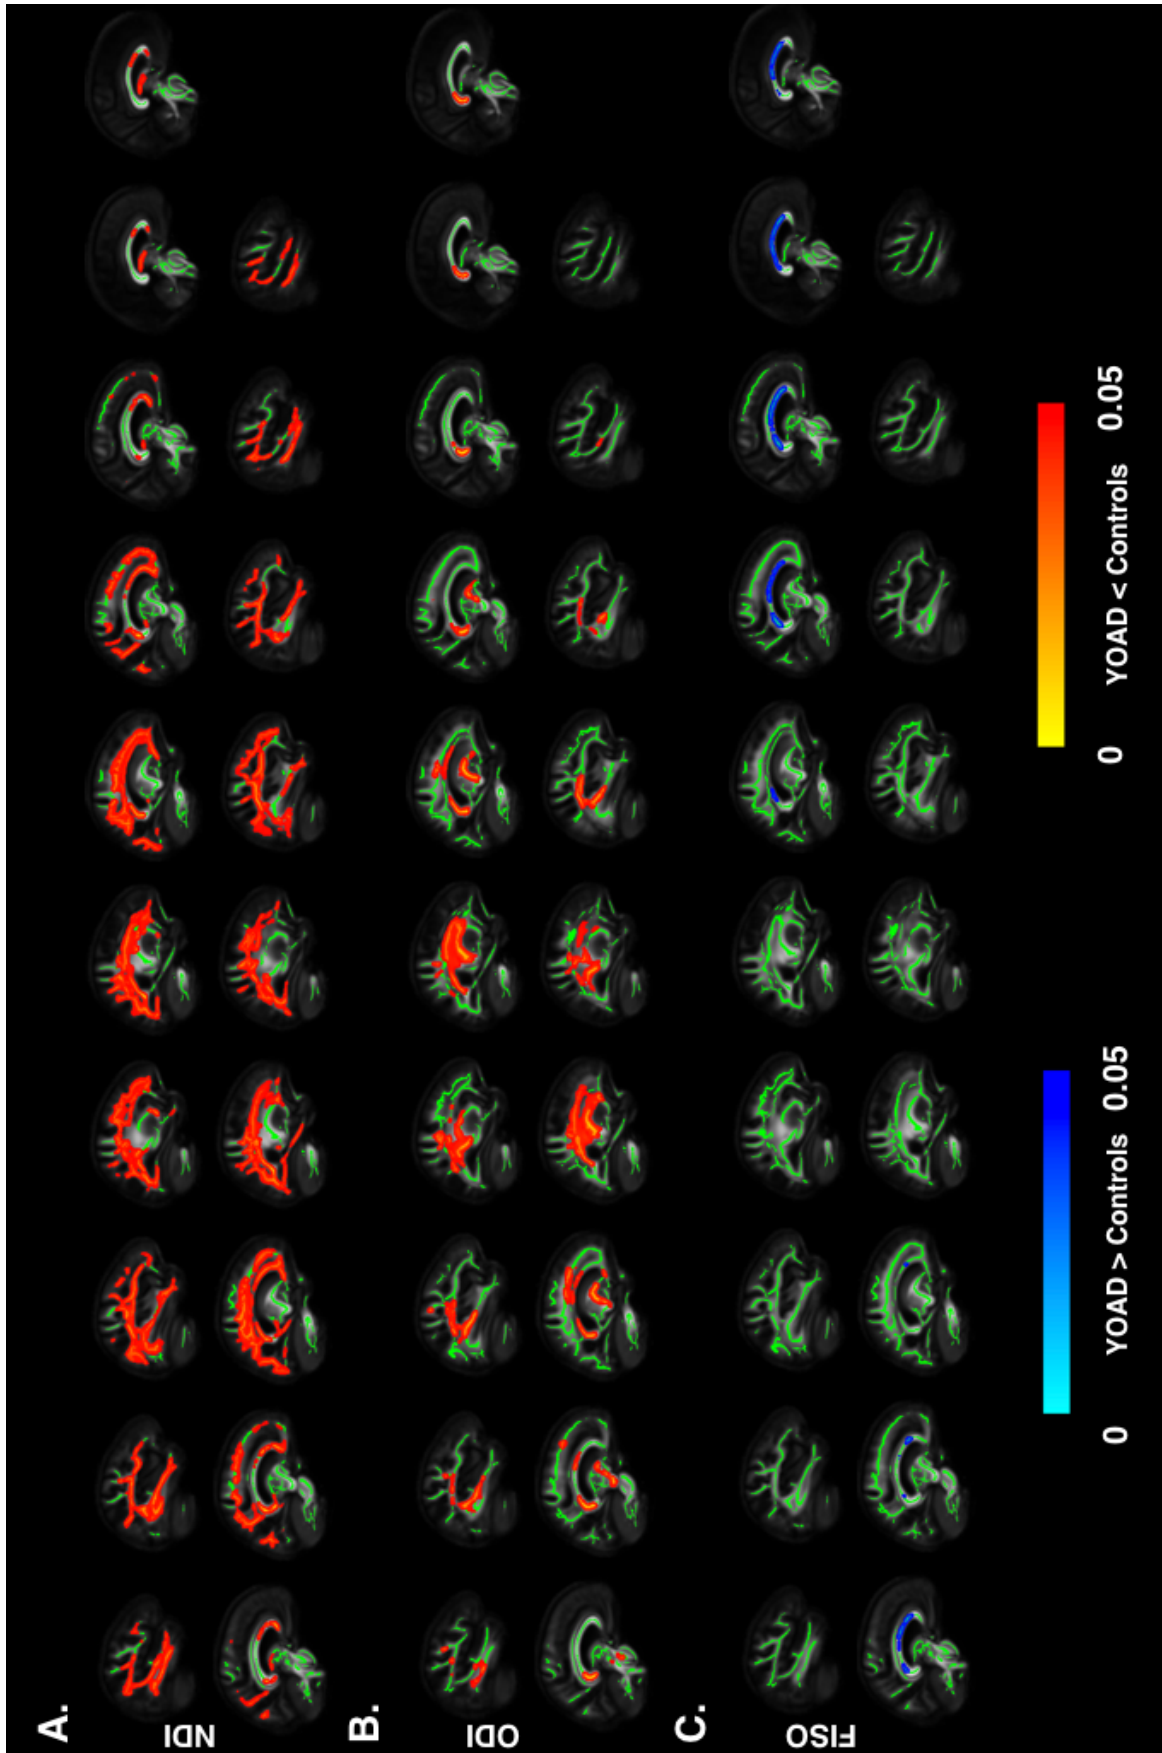 A.
NDI
B.
ODI
C.
FISO
0 YOAD > Controls 0.05
0 YOAD < Controls 0.05